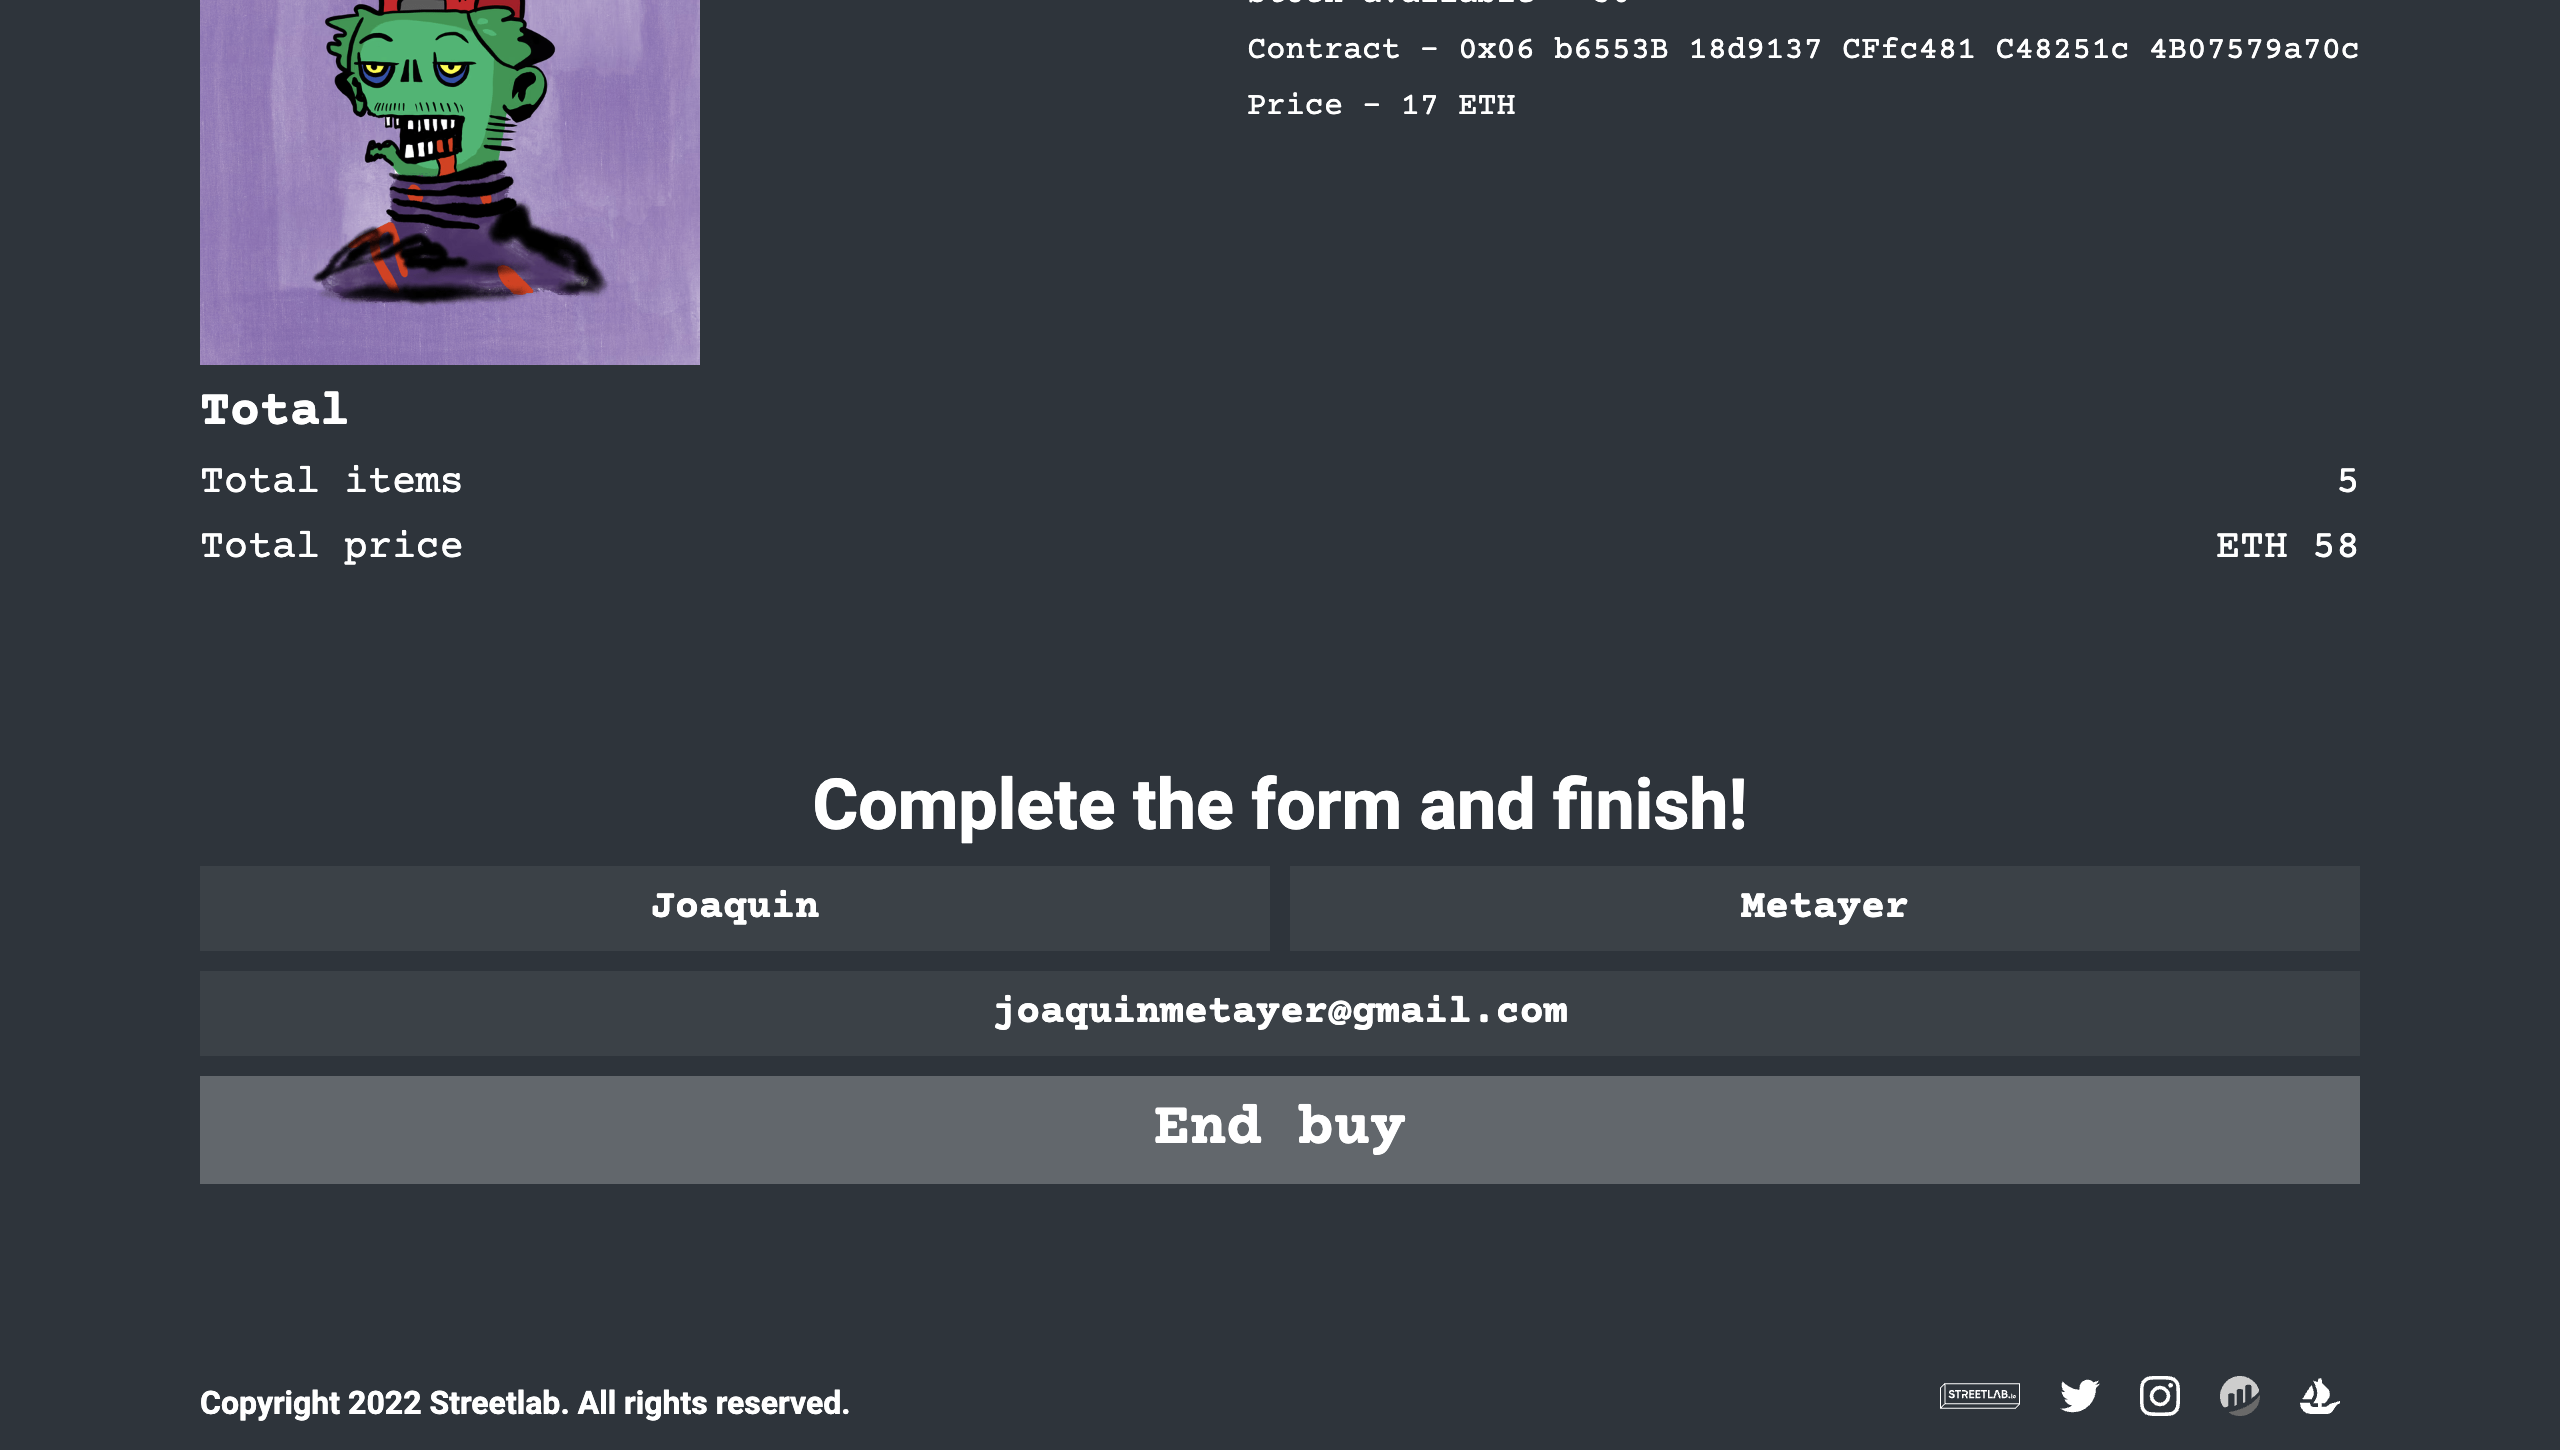 Contract - 0x06 b6553B 18d9137 CFfc481 C48251c 4B07579a70c
Price - 17 ETH
Total
Total items 5
Total price ETH 58
Complete the form and finish!
Joaquin Metayer
joaquinmetayer@gmail.com
End buy
Copyright 2022 Streetlab. All rights reserved. STREETLAB.io